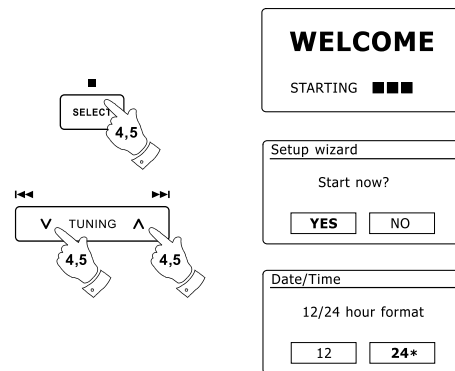 WELCOME
STARTING
SELECT
4,5
Setup wizard
Start now?
YES NO
TUNING
4,5 4,5
Date/Time
12/24 hour format
12 24*